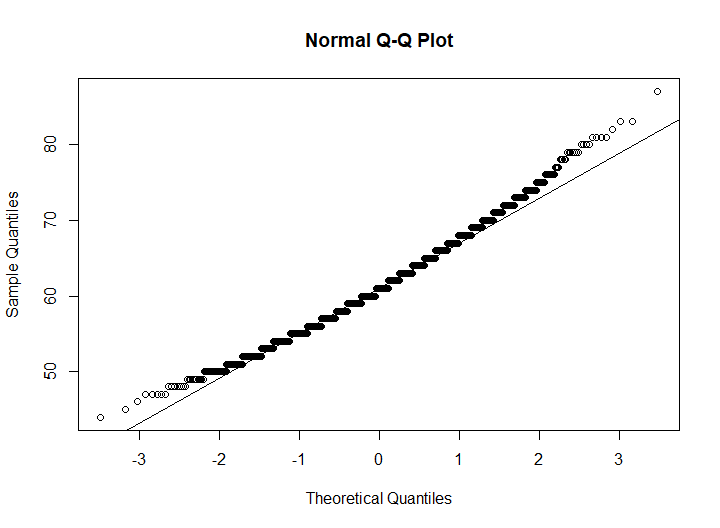 Normal Q-Q Plot
Sample Quantiles
80
70
60
50
-3 -2 -1 0 1 2 3
Theoretical Quantiles